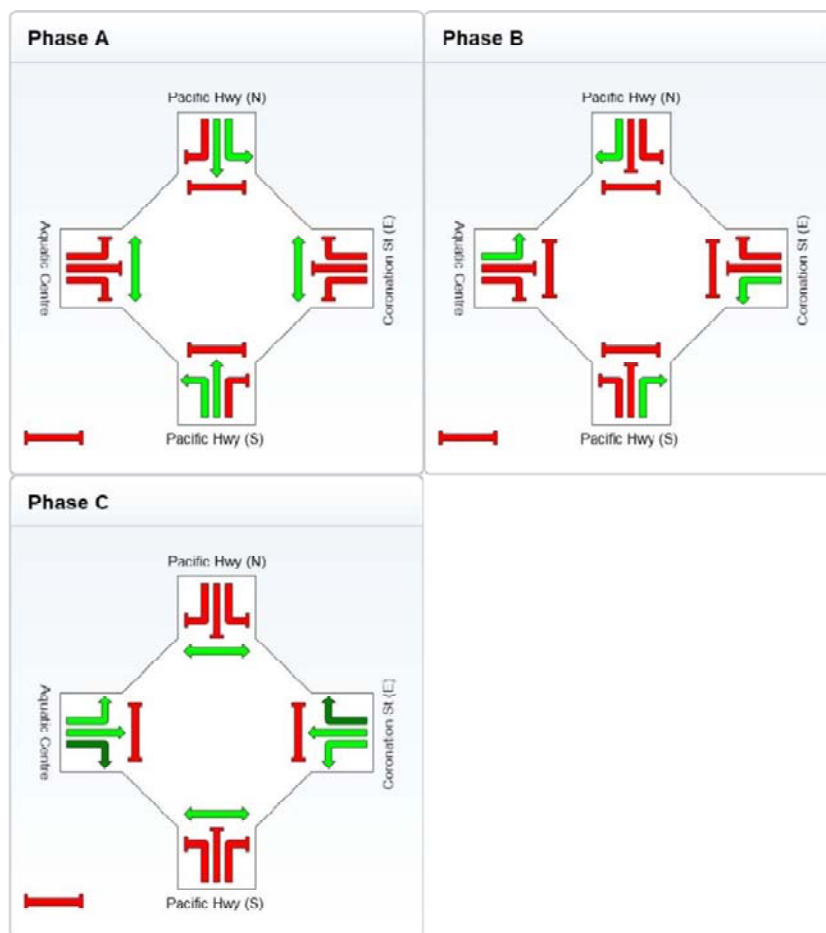 Phase A
Phase B
Pacific Hwy (N)
Pacific Hwy (N)
Aquatic Centre
Coronation St (E)
Aquatic Centre
Coronation St (E)
Pacific Hwy (S)
Pacific Hwy (S)
Phase C
Pacific Hwy (N)
Aquatic Centre
Coronation St (E)
Pacific Hwy (S)